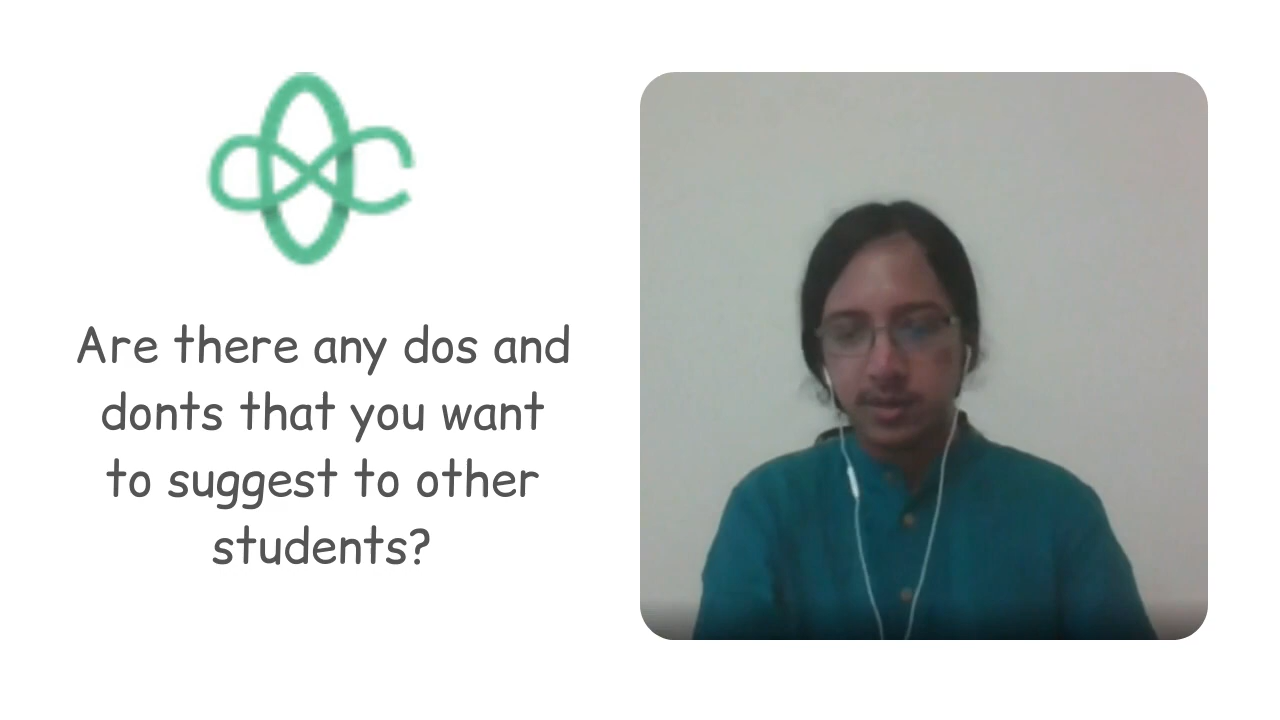 Are there any dos and
donts that you want
to suggest to other
students?